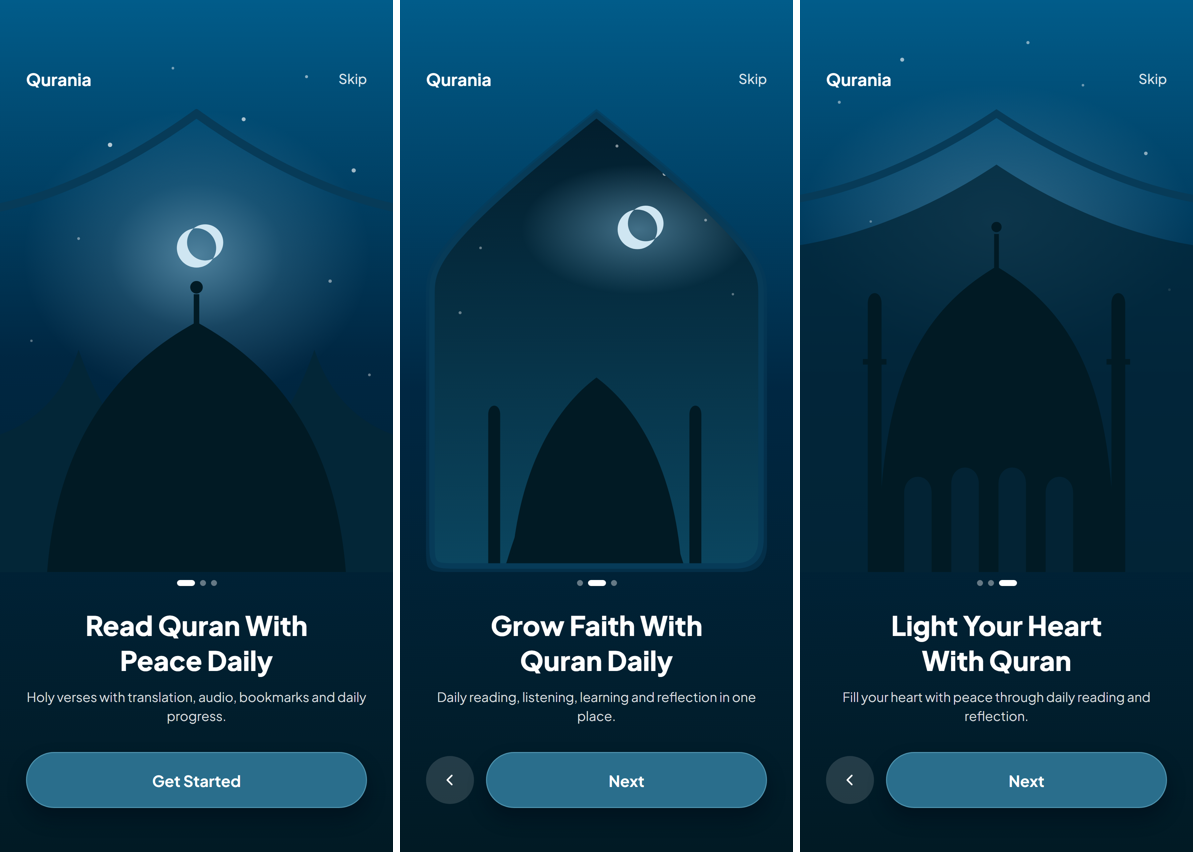 Qurania
Skip
Read Quran With
Peace Daily
Holy verses with translation, audio, bookmarks and daily
progress.
Get Started
Qurania
Skip
Grow Faith With
Quran Daily
Daily reading, listening, learning and reflection in one
place.
Next
Qurania
Skip
Light Your Heart
With Quran
Fill your heart with peace through daily reading and
reflection.
Next